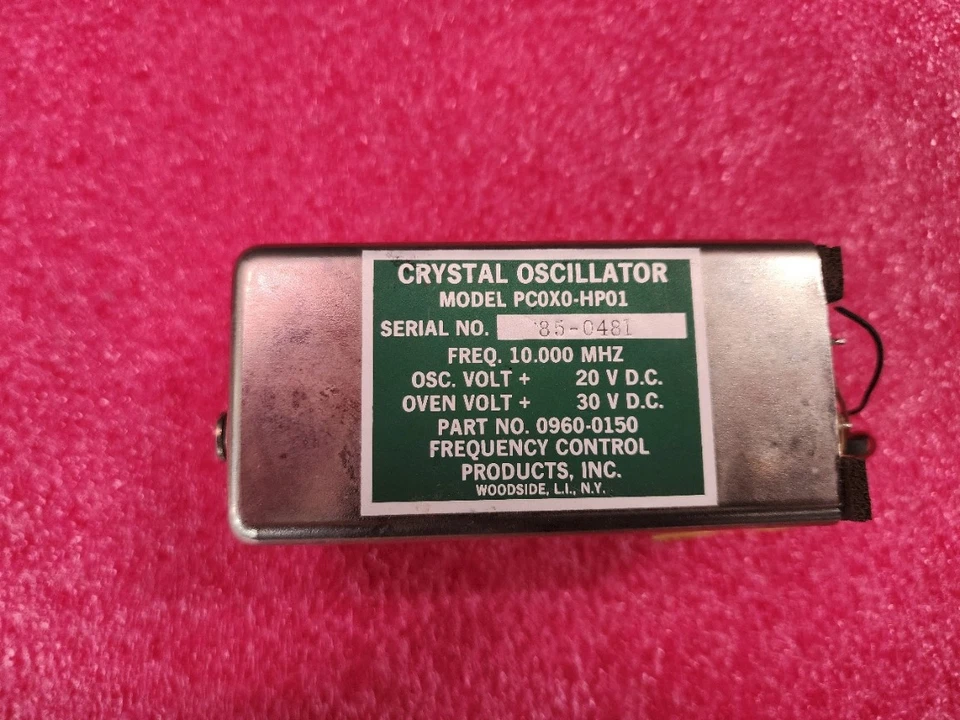 CRYSTAL OSCILLATOR
MODEL PC0X0-HP01
SERIAL NO. 85-0481
FREQ. 10.000 MHZ
OSC. VOLT + 20 V D.C.
OVEN VOLT + 30 V D.C.
PART NO. 0960-0150
FREQUENCY CONTROL
PRODUCTS, INC.
WOODSIDE, L.I., N.Y.